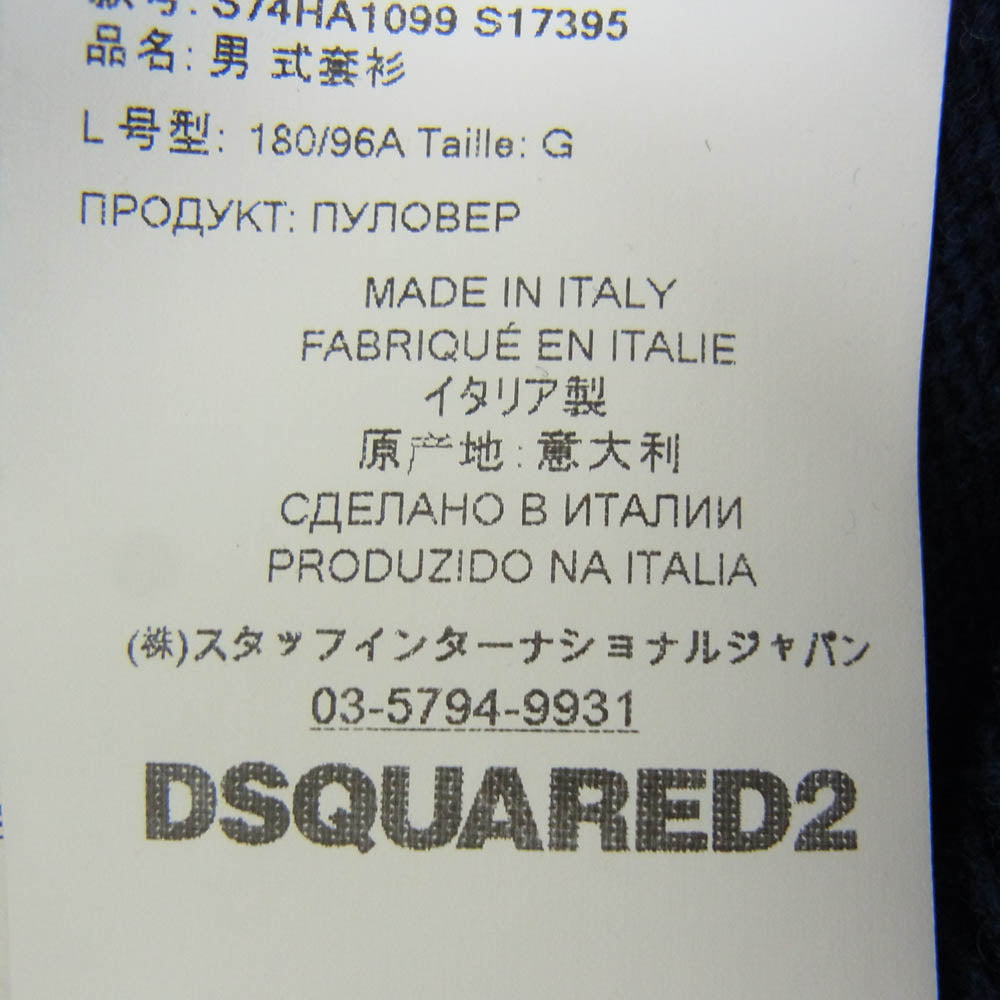 款号: S74HA1099 S17395
品名: 男 式套衫
L 号型: 180/96A Taille: G
ПРОДУКТ: ПУЛОВЕР
MADE IN ITALY
FABRIQUÉ EN ITALIE
イタリア製
原产地: 意大利
СДЕЛАНО В ИТАЛИИ
PRODUZIDO NA ITALIA
(株)スタッフインターナショナルジャパン
03-5794-9931
DSQUARED2